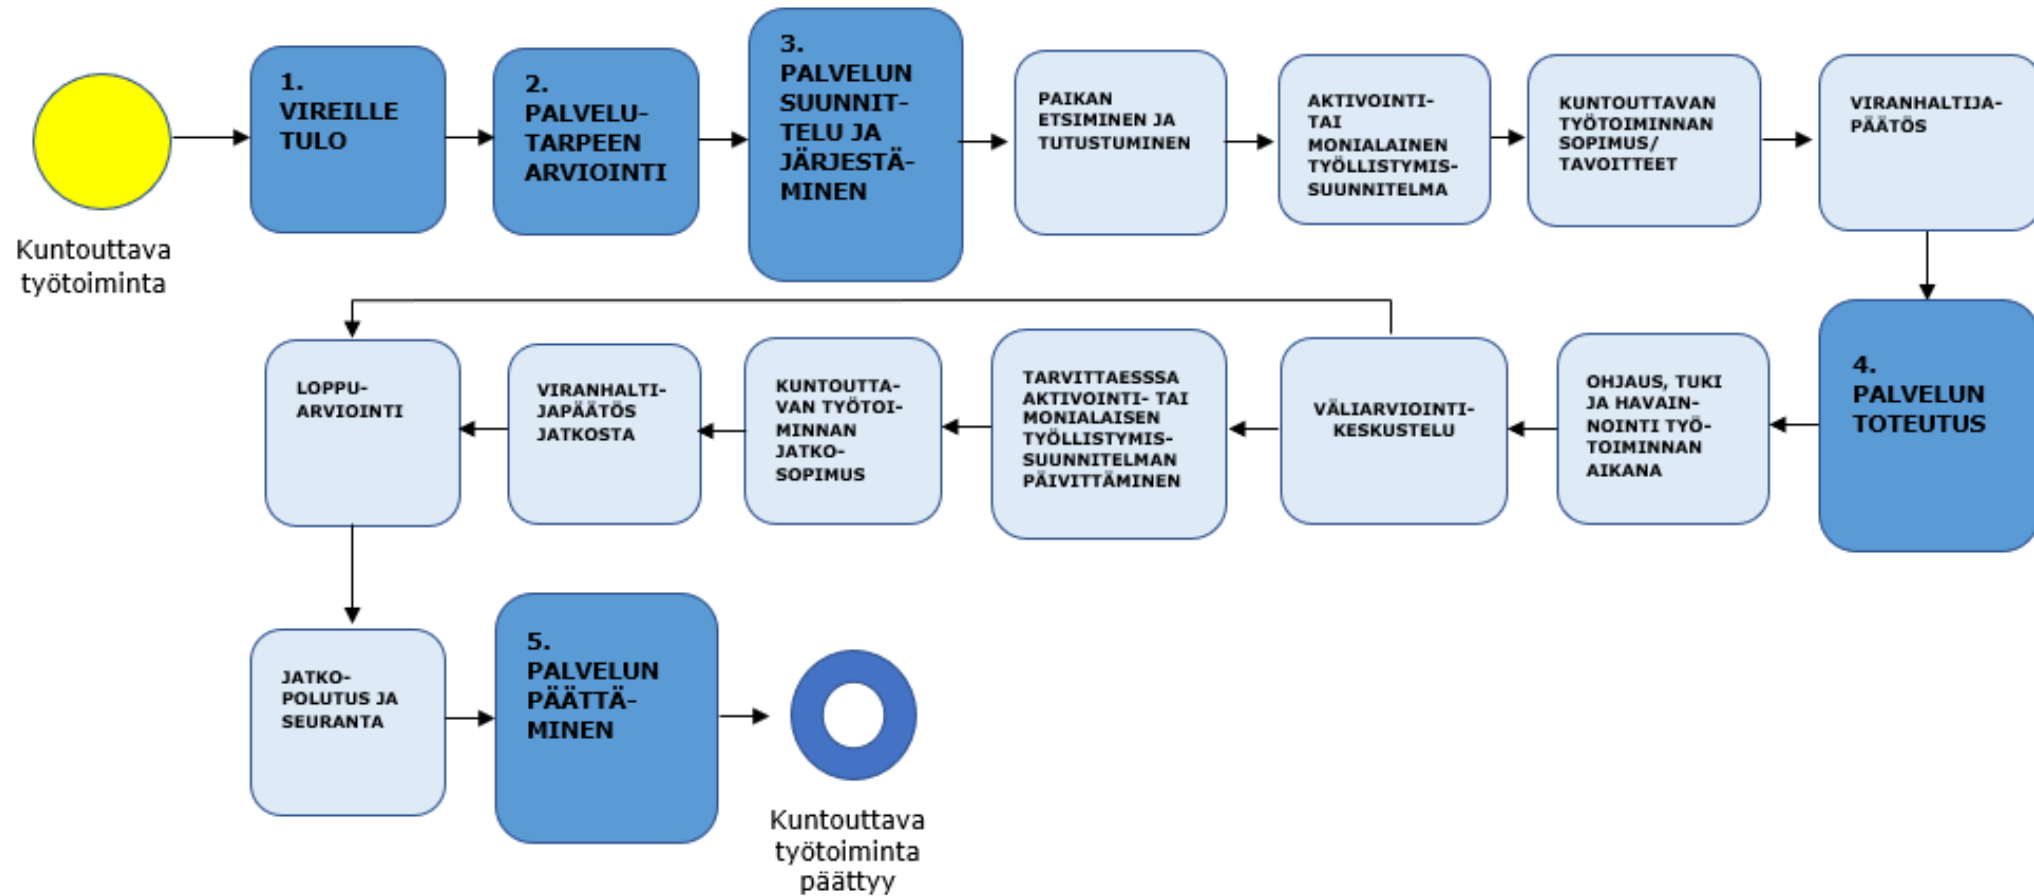 Kuntouttava
työtoiminta
1.
VIREILLE
TULO
2.
PALVELU-
TARPEEN
ARVIOINTI
3.
PALVELUN
SUUNNIT-
TELU JA
JÄRJESTÄ-
MINEN
PAIKAN
ETSIMINEN JA
TUTUSTUMINEN
AKTIVOINTI-
TAI
MONIALAINEN
TYÖLLISTYMIS-
SUUNNITELMA
KUNTOUTTAVAN
TYÖTOIMINNAN
SOPIMUS/
TAVOITTEET
VIRANHALTIJA-
PÄÄTÖS
4.
PALVELUN
TOTEUTUS
OHJAUS, TUKI
JA HAVAIN-
NOINTI TYÖ-
TOIMINNAN
AIKANA
VÄLIARVIOINTI-
KESKUSTELU
TARVITTAESSSA
AKTIVOINTI- TAI
MONIALAISEN
TYÖLLISTYMIS-
SUUNNITELMAN
PÄIVITTÄMINEN
KUNTOUTTA-
VAN TYÖTOI-
MINNAN
JATKO-
SOPIMUS
VIRANHALTI-
JAPÄÄTÖS
JATKOSTA
LOPPU-
ARVIOINTI
JATKO-
POLUTUS JA
SEURANTA
5.
PALVELUN
PÄÄTTÄ-
MINEN
Kuntouttava
työtoiminta
päättyy